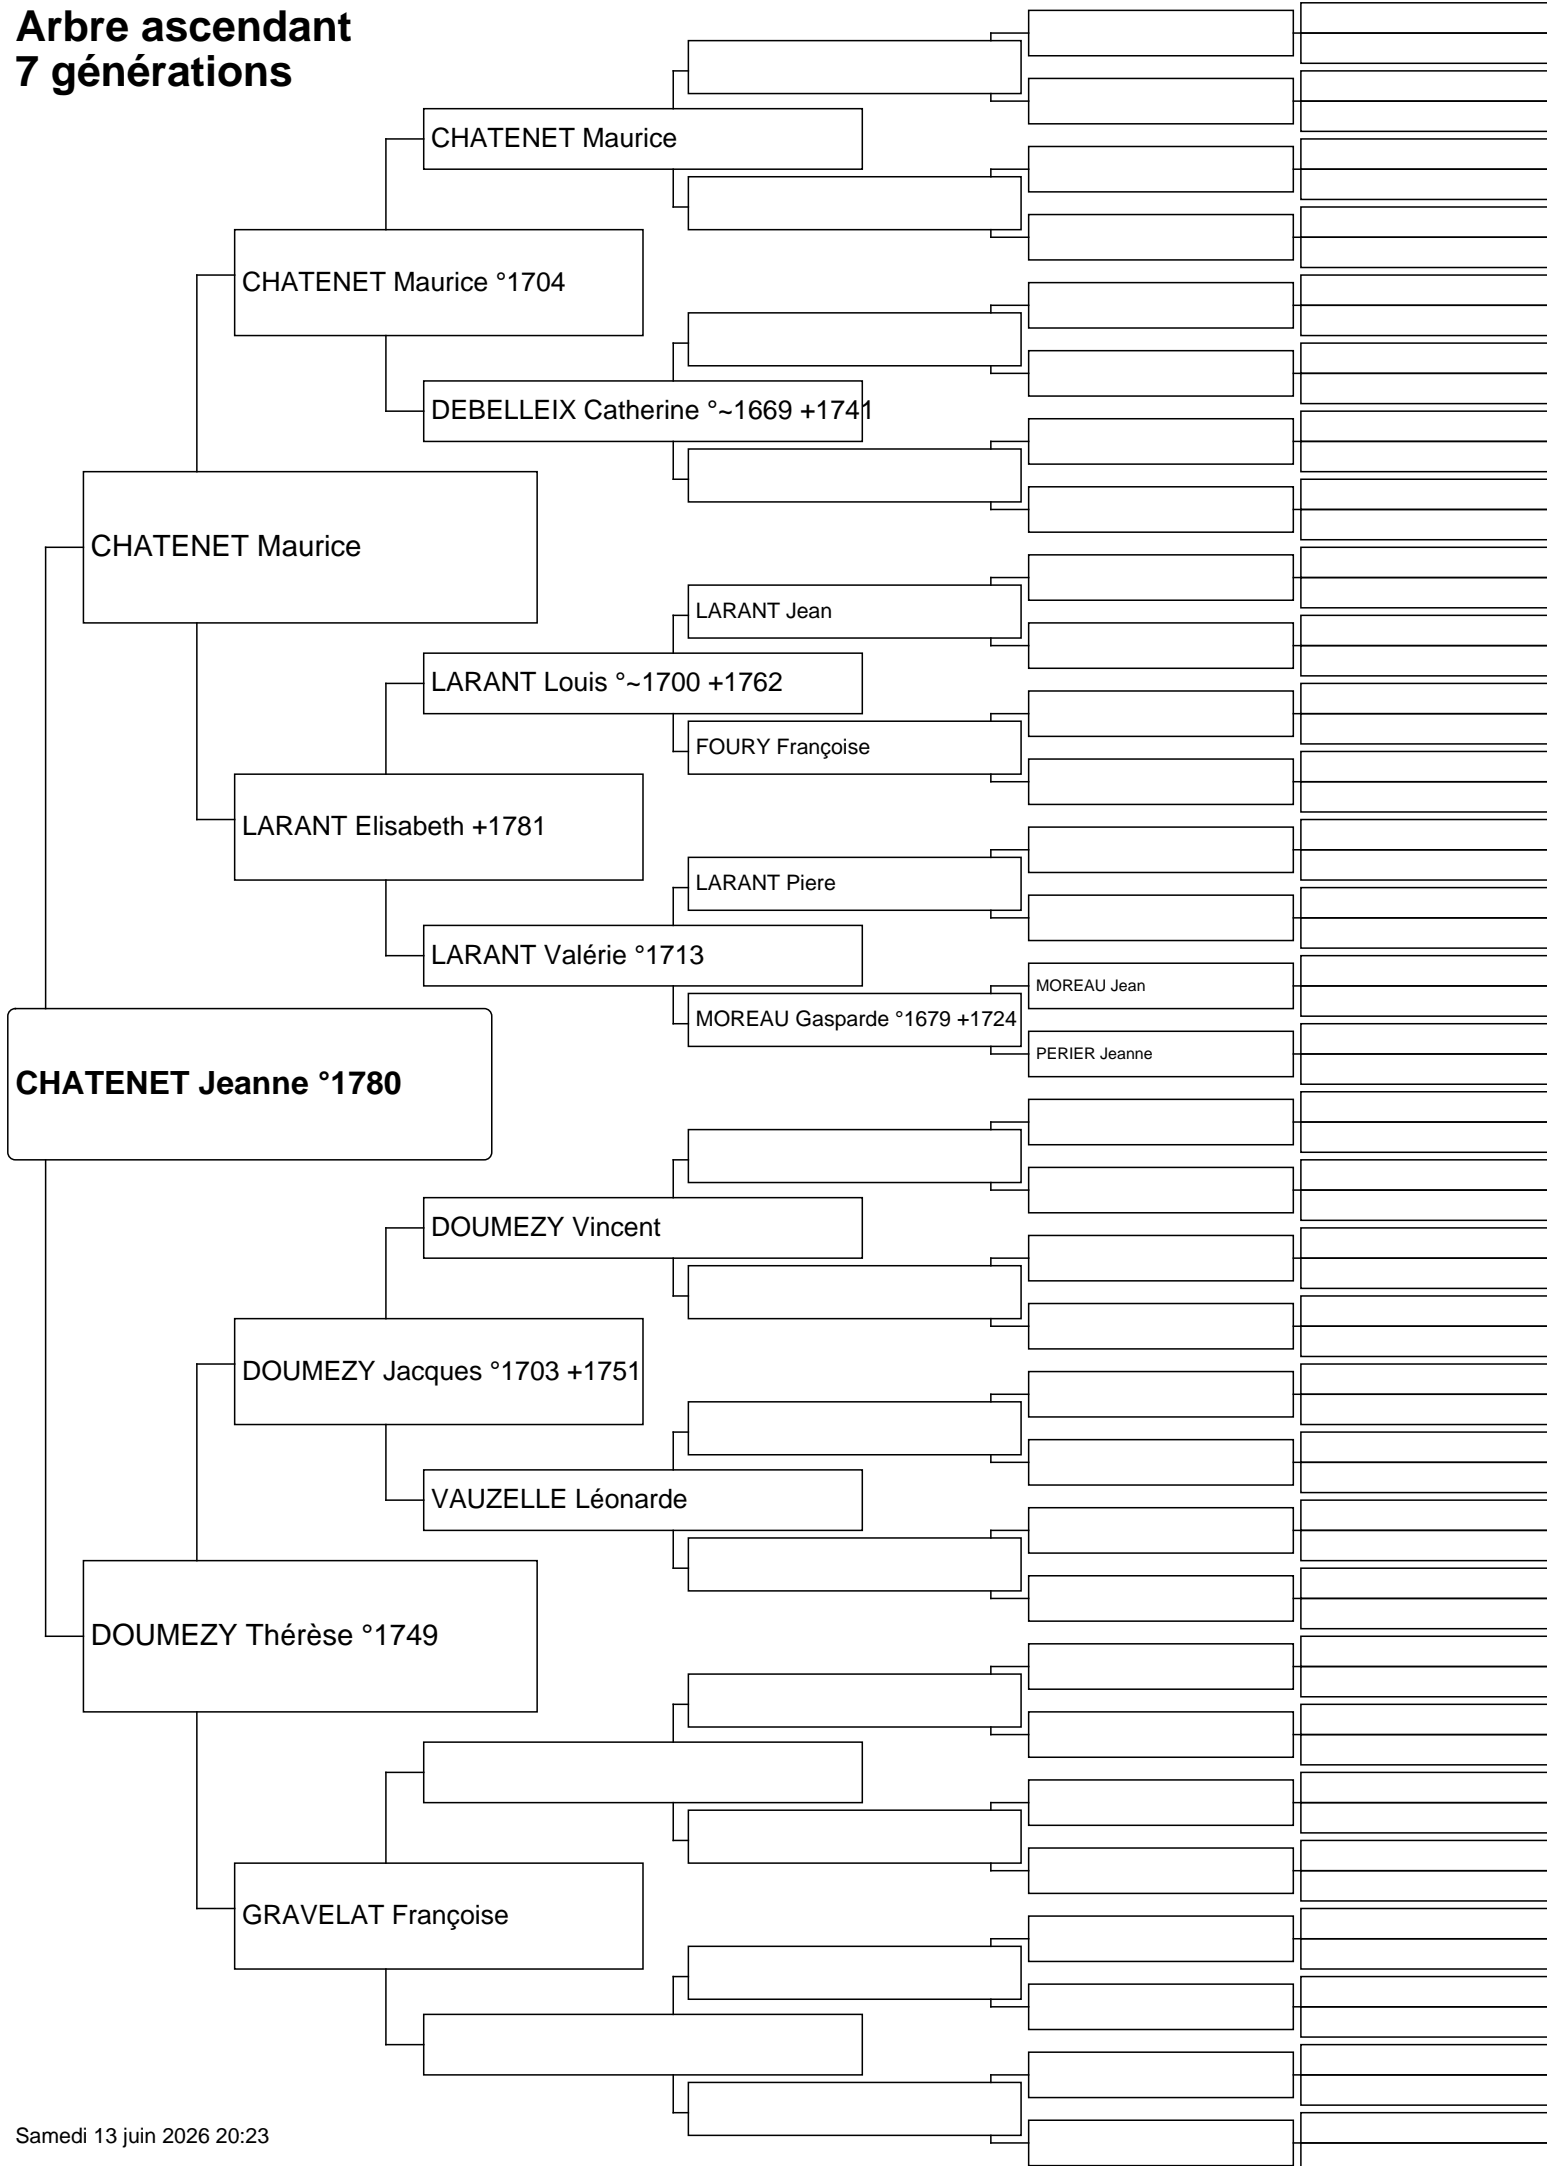 Arbre ascendant
7 générations
CHATENET Maurice
CHATENET Maurice °1704
DEBELLEIX Catherine °~1669 +1741
CHATENET Maurice
LARANT Jean
LARANT Louis °~1700 +1762
FOURY Françoise
LARANT Elisabeth +1781
LARANT Piere
LARANT Valérie °1713
MOREAU Jean
MOREAU Gasparde °1679 +1724
PERIER Jeanne
CHATENET Jeanne °1780
DOUMEZY Vincent
DOUMEZY Jacques °1703 +1751
VAUZELLE Léonarde
DOUMEZY Thérèse °1749
GRAVELAT Françoise
Samedi 13 juin 2026 20:23